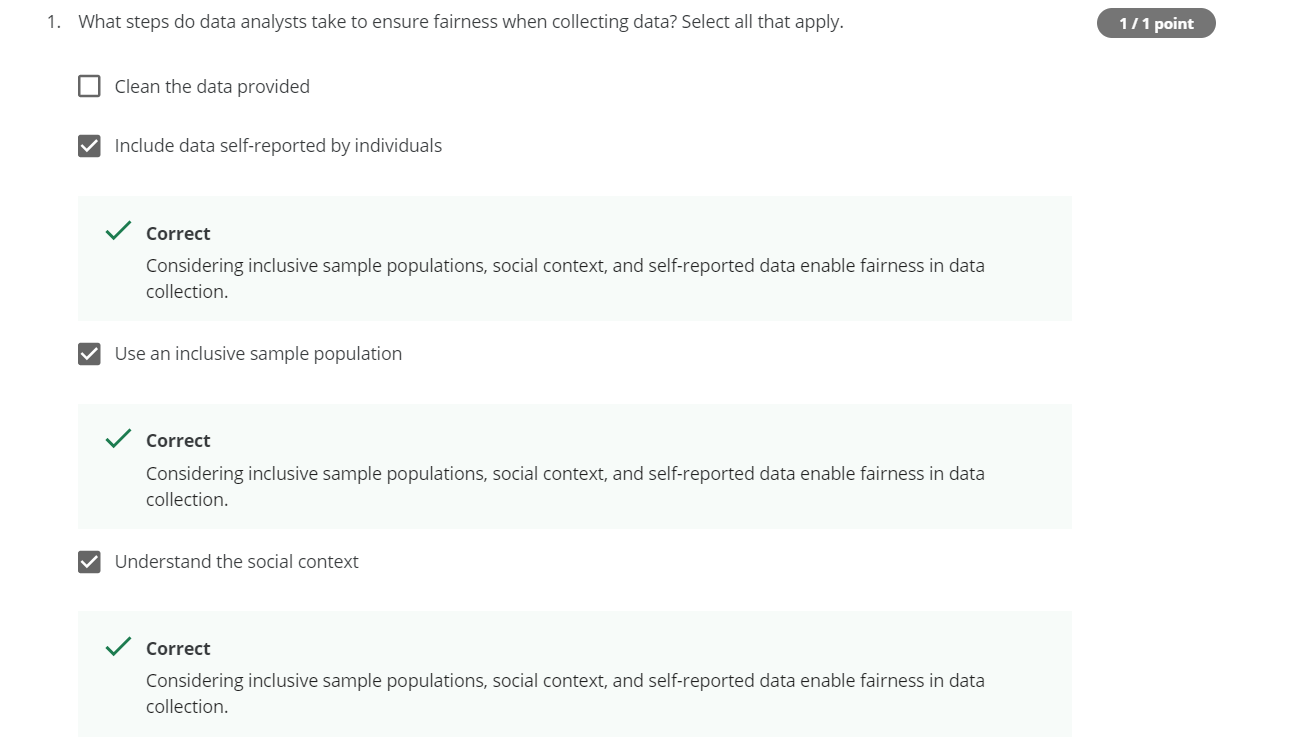 1. What steps do data analysts take to ensure fairness when collecting data? Select all that apply.
1 / 1 point
Clean the data provided
Include data self-reported by individuals
Correct
Considering inclusive sample populations, social context, and self-reported data enable fairness in data
collection.
Use an inclusive sample population
Correct
Considering inclusive sample populations, social context, and self-reported data enable fairness in data
collection.
Understand the social context
Correct
Considering inclusive sample populations, social context, and self-reported data enable fairness in data
collection.